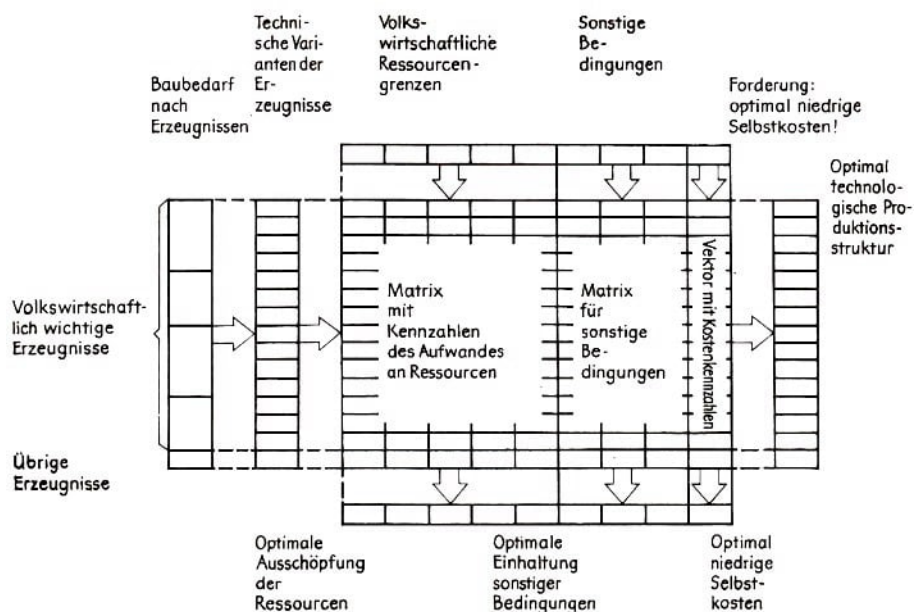 Baubedarf
nach
Erzeugnissen
Techni-
sche Vari-
anten der
Er-
zeugnisse
Volks-
wirtschaftliche
Ressourcen-
grenzen
Sonstige
Be-
dingungen
Forderung:
optimal niedrige
Selbstkosten!
Optimal
technolo-
gische Pro-
duktions-
struktur
Volkswirtschaft-
lich wichtige
Erzeugnisse
Matrix
mit
Kennzahlen
des Aufwandes
an Ressourcen
Matrix
für
sonstige
Be-
dingungen
Vektor mit Kostenkennzahlen
Übrige
Erzeugnisse
Optimale
Ausschöpfung
der
Ressourcen
Optimale
Einhaltung
sonstiger
Bedingungen
Optimal
niedrige
Selbst-
kosten